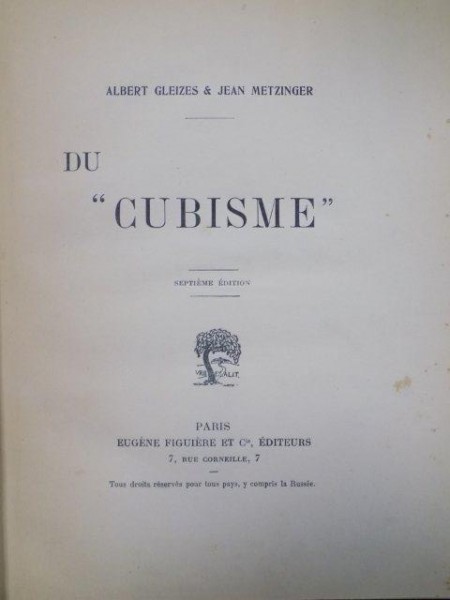 ALBERT GLEIZES & JEAN METZINGER
DU
“CUBISME”
SEPTIÈME ÉDITION
PARIS
EUGÈNE FIGUIÈRE ET Cie, ÉDITEURS
7, RUE CORNEILLE, 7
Tous droits réservés pour tous pays, y compris la Russie.